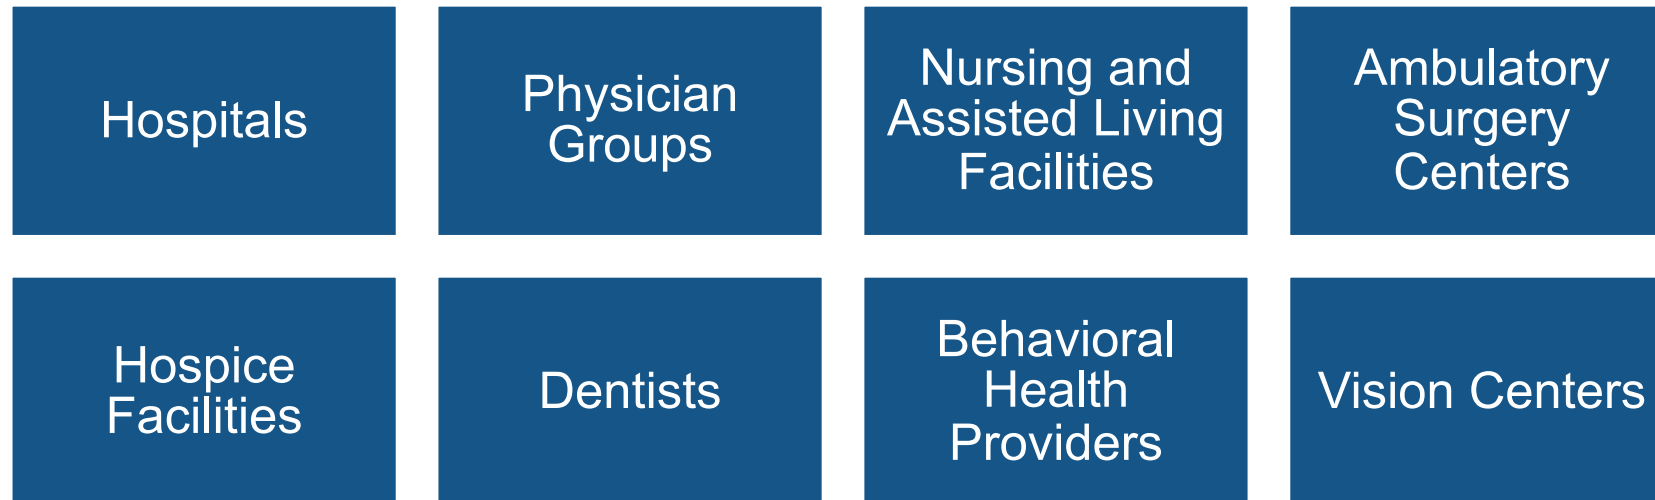 Hospitals
Physician
Groups
Nursing and
Assisted Living
Facilities
Ambulatory
Surgery
Centers
Hospice
Facilities
Dentists
Behavioral
Health
Providers
Vision Centers